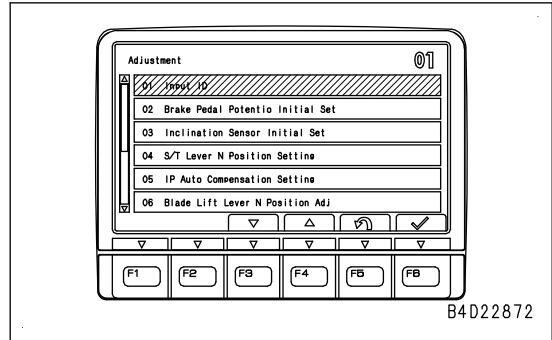 Adjustment 01
01 Input ID
02 Brake Pedal Potentio Initial Set
03 Inclination Sensor Initial Set
04 S/T Lever N Position Setting
05 IP Auto Compensation Setting
06 Blade Lift Lever N Position Adj
F1 F2 F3 F4 F5 F6
B4D22872